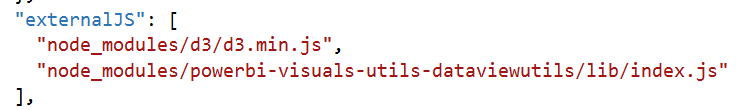 "externalJS": [
"node_modules/d3/d3.min.js",
"node_modules/powerbi-visuals-utils-dataviewutils/lib/index.js"
],